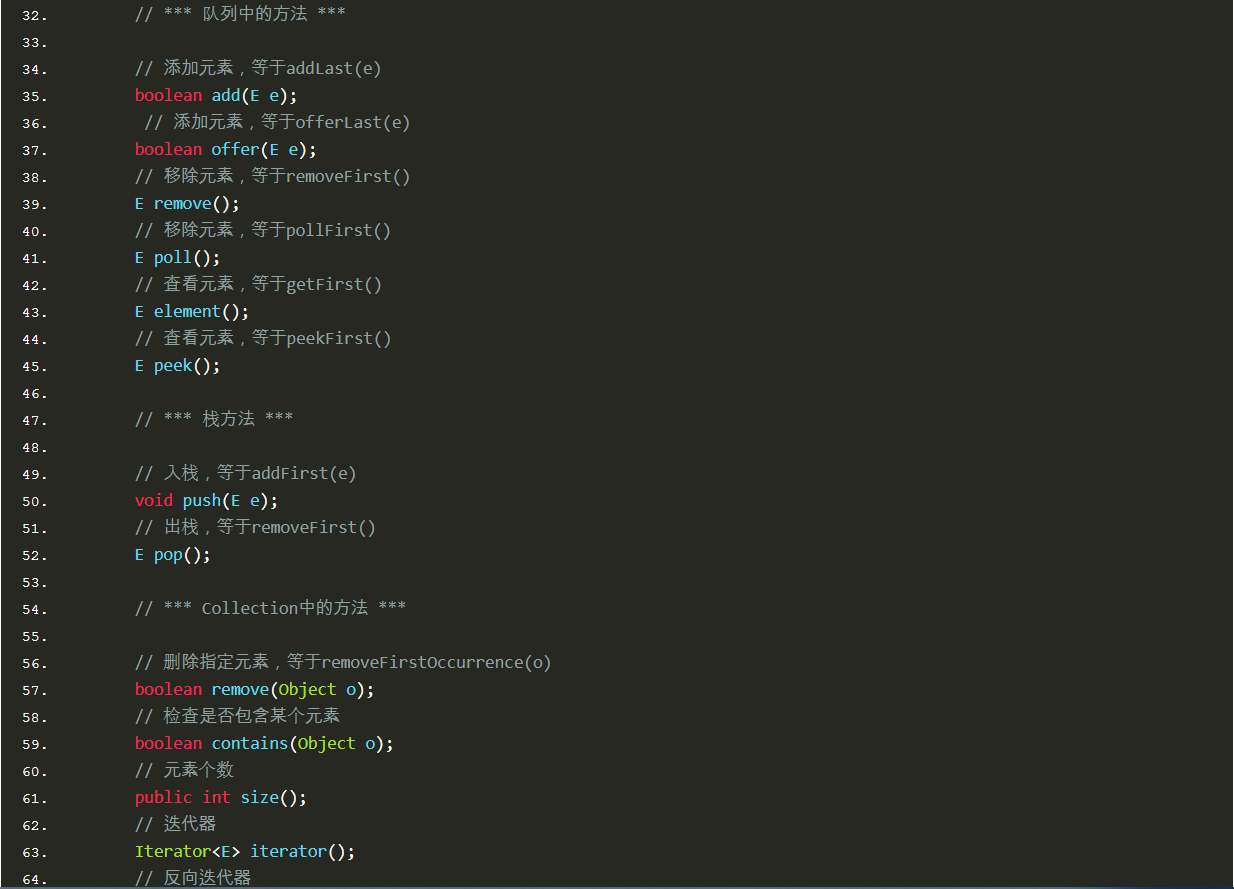 32. // *** 队列中的方法 ***
33.
34. // 添加元素，等于addLast(e)
35. boolean add(E e);
36. // 添加元素，等于offerLast(e)
37. boolean offer(E e);
38. // 移除元素，等于removeFirst()
39. E remove();
40. // 移除元素，等于pollFirst()
41. E poll();
42. // 查看元素，等于getFirst()
43. E element();
44. // 查看元素，等于peekFirst()
45. E peek();
46.
47. // *** 栈方法 ***
48.
49. // 入栈，等于addFirst(e)
50. void push(E e);
51. // 出栈，等于removeFirst()
52. E pop();
53.
54. // *** Collection中的方法 ***
55.
56. // 删除指定元素，等于removeFirstOccurrence(o)
57. boolean remove(Object o);
58. // 检查是否包含某个元素
59. boolean contains(Object o);
60. // 元素个数
61. public int size();
62. // 迭代器
63. Iterator<E> iterator();
64. // 反向迭代器